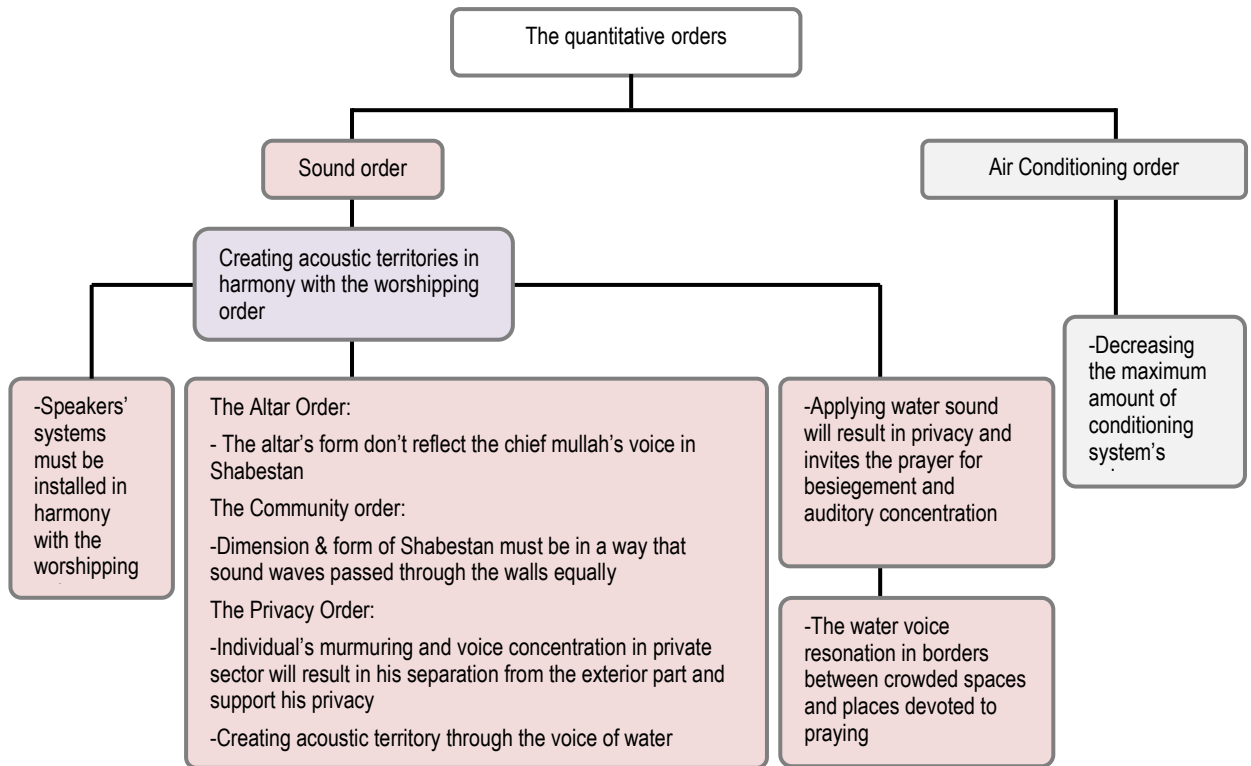 The quantitative orders
Sound order
Air Conditioning order
Creating acoustic territories in
harmony with the worshipping
order
-Speakers’
systems
must be
installed in
harmony
with the
worshipping
The Altar Order:
- The altar’s form don’t reflect the chief mullah’s voice in
Shabestan
The Community order:
-Dimension & form of Shabestan must be in a way that
sound waves passed through the walls equally
The Privacy Order:
-Individual’s murmuring and voice concentration in private
sector will result in his separation from the exterior part and
support his privacy
-Creating acoustic territory through the voice of water
-Applying water sound
will result in privacy and
invites the prayer for
besiegement and
auditory concentration
-The water voice
resonation in borders
between crowded spaces
and places devoted to
praying
-Decreasing
the maximum
amount of
conditioning
system’s